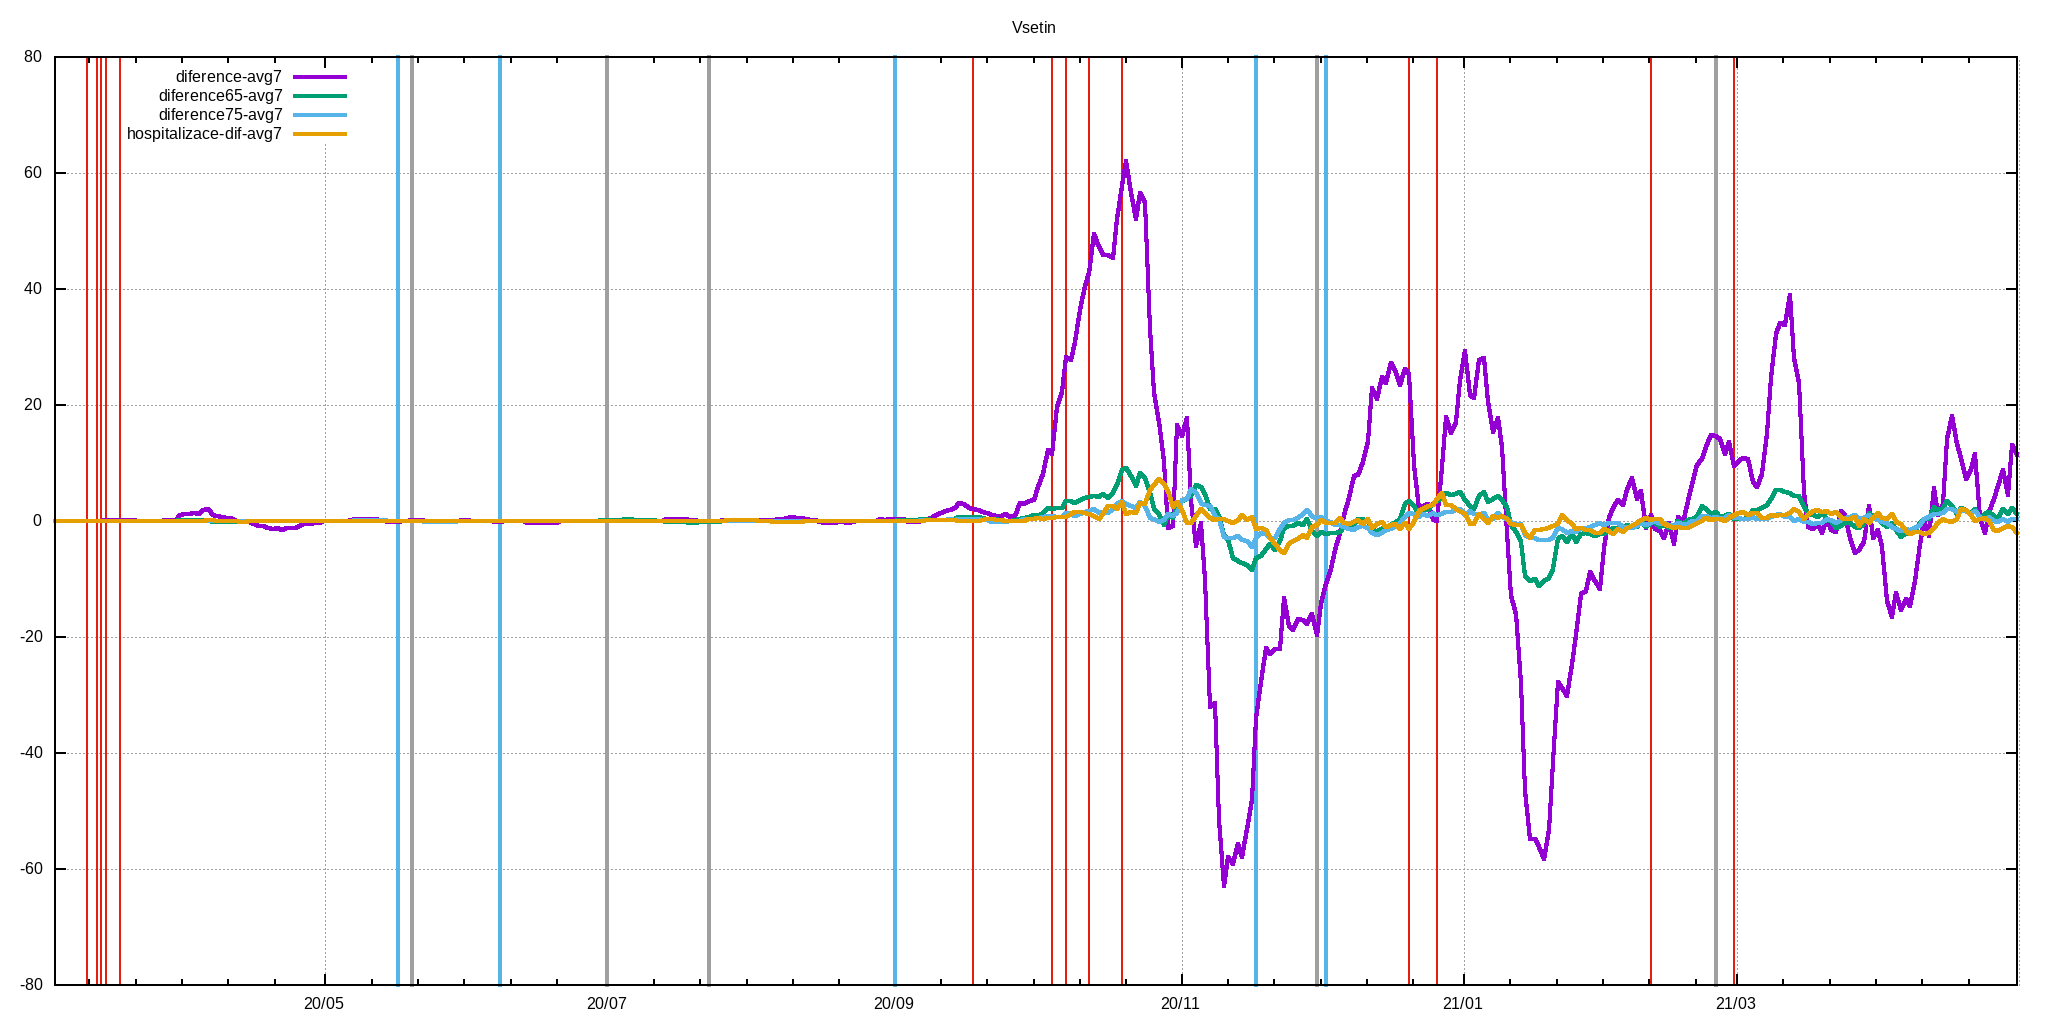 Vsetin
80
diference-avg7
diference65-avg7
diference75-avg7
hospitalizace-dif-avg7
60
40
20
0
-20
-40
-60
-80
20/05 20/07 20/09 20/11 21/01 21/03